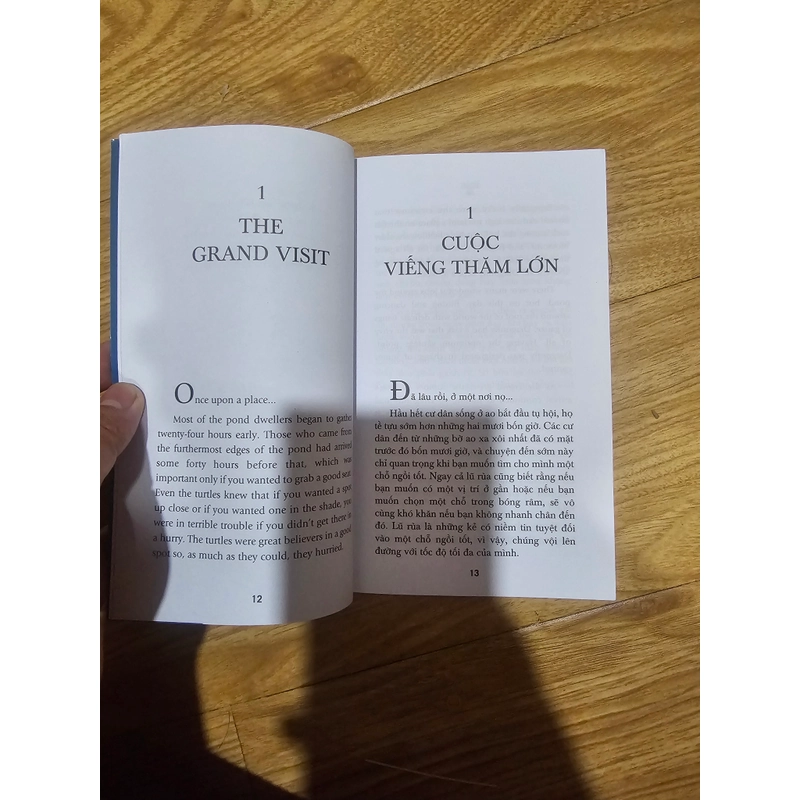 1
THE
GRAND VISIT
Once upon a place...
Most of the pond dwellers began to gather
twenty-four hours early. Those who came from
the furthermost edges of the pond had arrived
some forty hours before that, which was
important only if you wanted to grab a good seat.
Even the turtles knew that if you wanted a spot
up close or if you wanted one in the shade, you
were in terrible trouble if you didn't get there in
a hurry. The turtles were great believers in a good
spot so, as much as they could, they hurried.
12
1
CUỘC
VIẾNG THĂM LỚN
Đã lâu rồi, ở một nơi nọ...
Hầu hết cư dân sống ở ao bắt đầu tụ hội, họ
tề tựu sớm hơn những hai mươi bốn giờ. Các cư
dân đến từ những bờ ao xa xôi nhất đã có mặt
trước đó bốn mươi giờ, và chuyện đến sớm này
chỉ quan trọng khi bạn muốn tìm cho mình một
chỗ ngồi tốt. Ngay cả lũ rùa cũng biết rằng nếu
bạn muốn có một vị trí ở gần hoặc nếu bạn
muốn chọn một chỗ trong bóng râm, sẽ vô
cùng khó khăn nếu bạn không nhanh chân đến
đó. Lũ rùa là những kẻ có niềm tin tuyệt đối
vào một chỗ ngồi tốt, vì vậy, chúng vội lên
đường với tốc độ tối đa của mình.
13